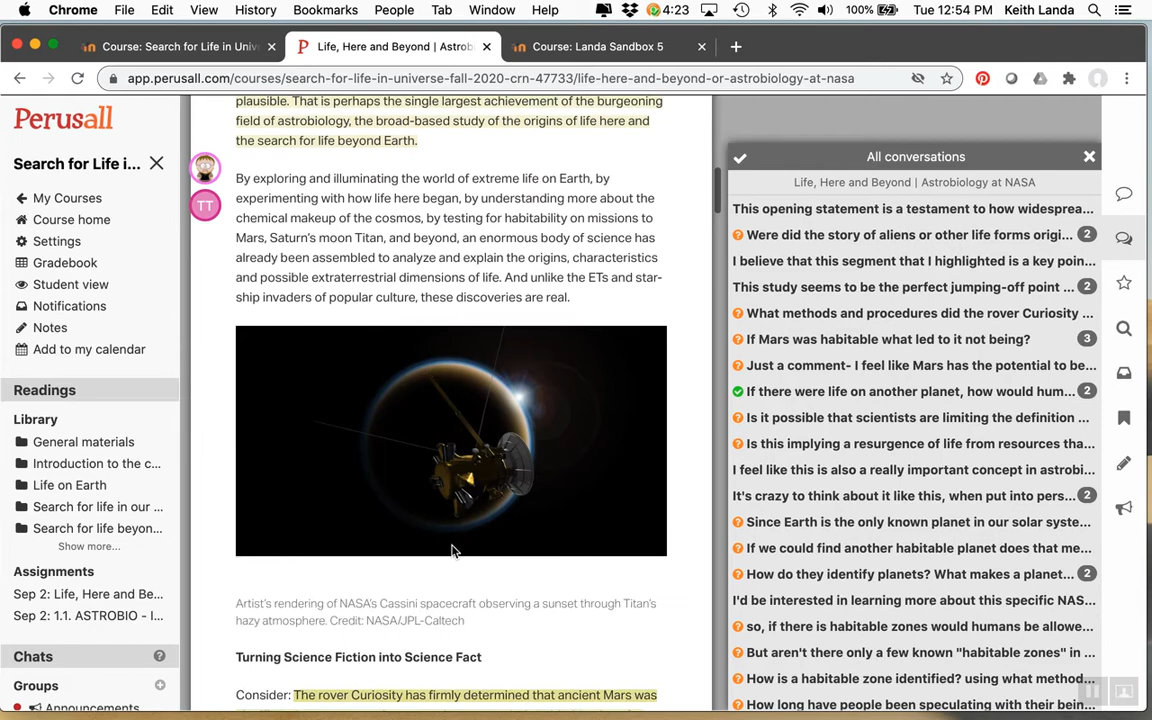 Chrome File Edit View History Bookmarks People Tab Window Help 4:23 100% Tue 12:54 PM Keith Landa
Course: Search for Life in Univ × Life, Here and Beyond | Astrob × Course: Landa Sandbox 5 × +
app.perusall.com/courses/search-for-life-in-universe-fall-2020-crn-47733/life-here-and-beyond-or-astrobiology-at-nasa
Perusall
Search for Life i...
My Courses
Course home
Settings
Gradebook
Student view
Notifications
Notes
Add to my calendar
Readings
Library
General materials
Introduction to the c...
Life on Earth
Search for life in our ...
Search for life beyon...
Show more...
Assignments
Sep 2: Life, Here and Be...
Sep 2: 1.1. ASTROBIO - I...
Chats
Groups
Announcements
plausible. That is perhaps the single largest achievement of the burgeoning
field of astrobiology, the broad-based study of the origins of life here and
the search for life beyond Earth.
TT
By exploring and illuminating the world of extreme life on Earth, by
experimenting with how life here began, by understanding more about the
chemical makeup of the cosmos, by testing for habitability on missions to
Mars, Saturn's moon Titan, and beyond, an enormous body of science has
already been assembled to analyze and explain the origins, characteristics
and possible extraterrestrial dimensions of life. And unlike the ETs and star-
ship invaders of popular culture, these discoveries are real.
Artist's rendering of NASA's Cassini spacecraft observing a sunset through Titan's
hazy atmosphere. Credit: NASA/JPL-Caltech
Turning Science Fiction into Science Fact
Consider: The rover Curiosity has firmly determined that ancient Mars was
All conversations
Life, Here and Beyond | Astrobiology at NASA
This opening statement is a testament to how widesprea...
Were did the story of aliens or other life forms origi... 2
I believe that this segment that I highlighted is a key poin...
This study seems to be the perfect jumping-off point ... 2
What methods and procedures did the rover Curiosity ...
If Mars was habitable what led to it not being? 3
Just a comment- I feel like Mars has the potential to be...
If there were life on another planet, how would hum... 2
Is it possible that scientists are limiting the definition ...
Is this implying a resurgence of life from resources tha...
I feel like this is also a really important concept in astrobi...
It's crazy to think about it like this, when put into pers... 2
Since Earth is the only known planet in our solar syste...
If we could find another habitable planet does that me...
How do they identify planets? What makes a planet... 2
I'd be interested in learning more about this specific NAS...
so, if there is habitable zones would humans be allowe...
But aren't there only a few known "habitable zones" in ...
How is a habitable zone identified? using what method...
How long have people been speculating with their bein...